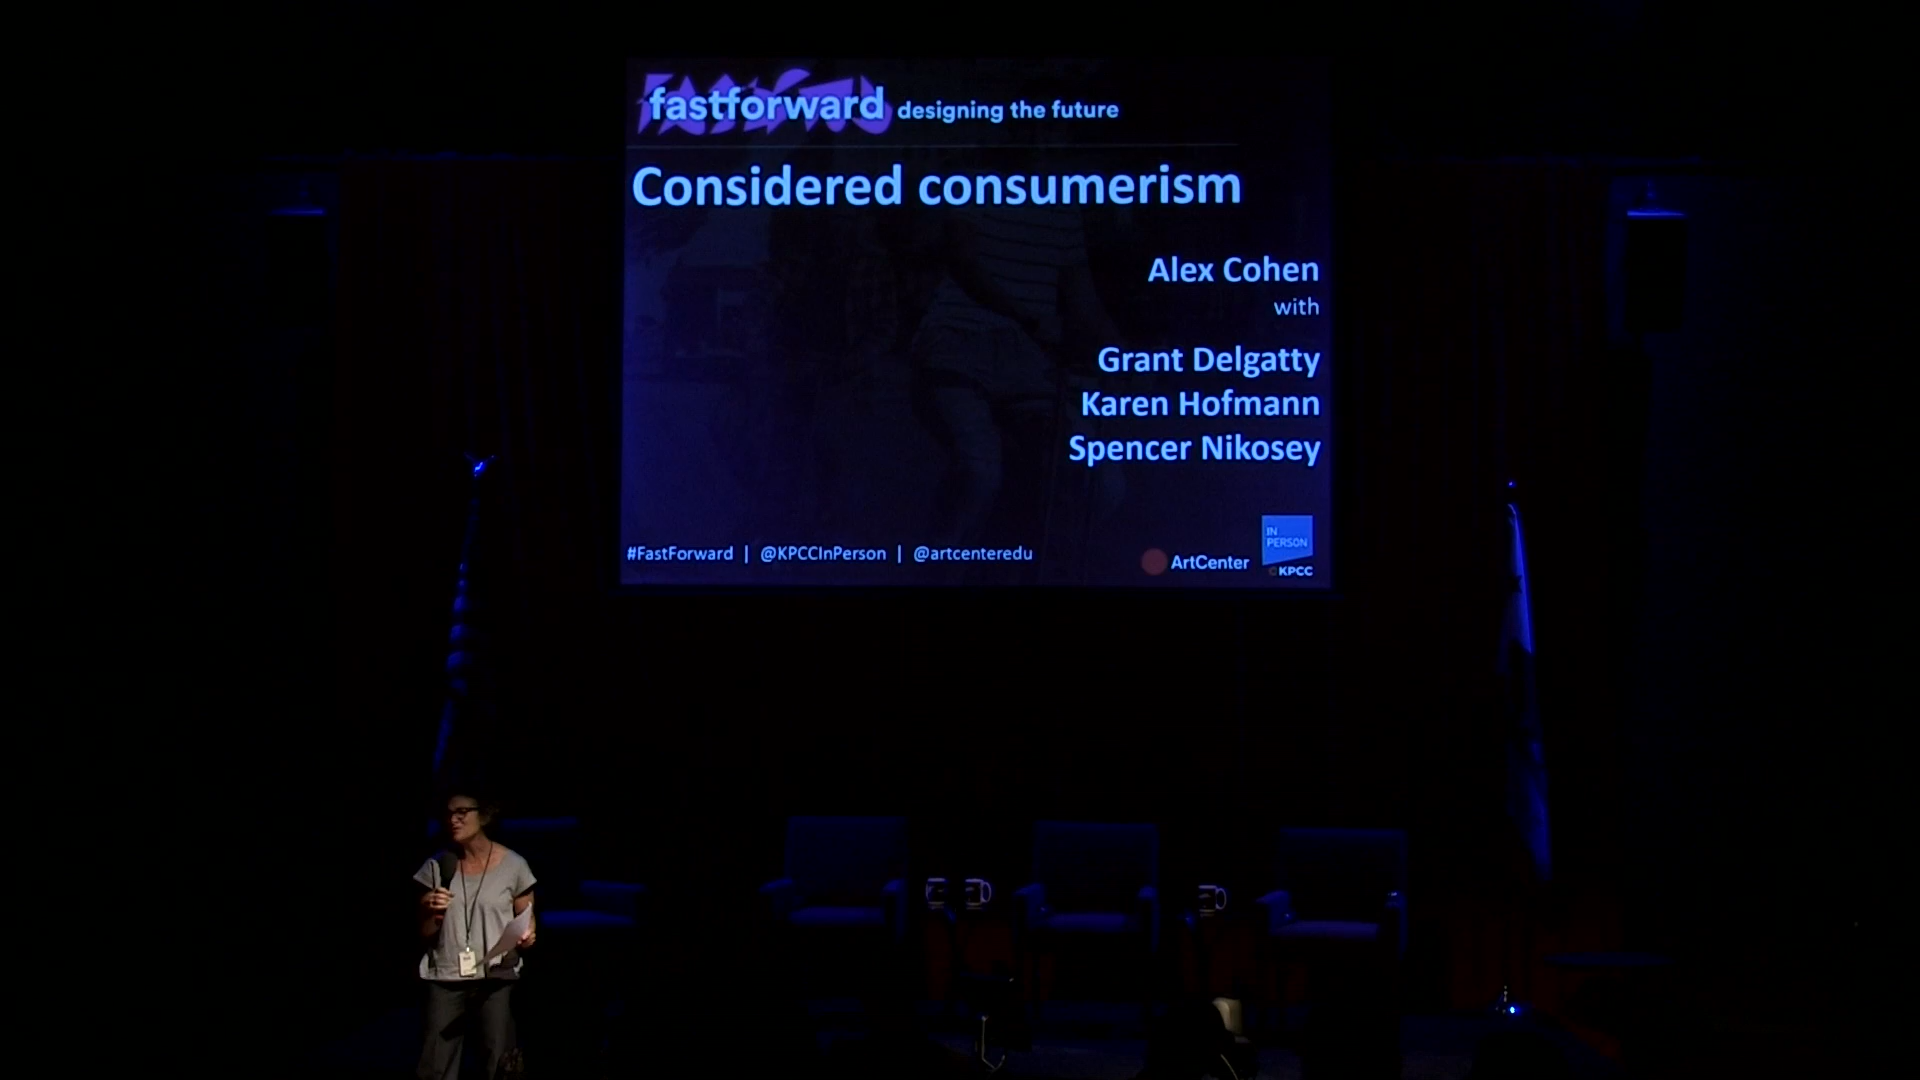 fastforward designing the future
Considered consumerism
Alex Cohen
with
Grant Delgatty
Karen Hofmann
Spencer Nikosey
#FastForward | @KPCCInPerson | @artcenteredu
ArtCenter
IN
PERSON
KPCC